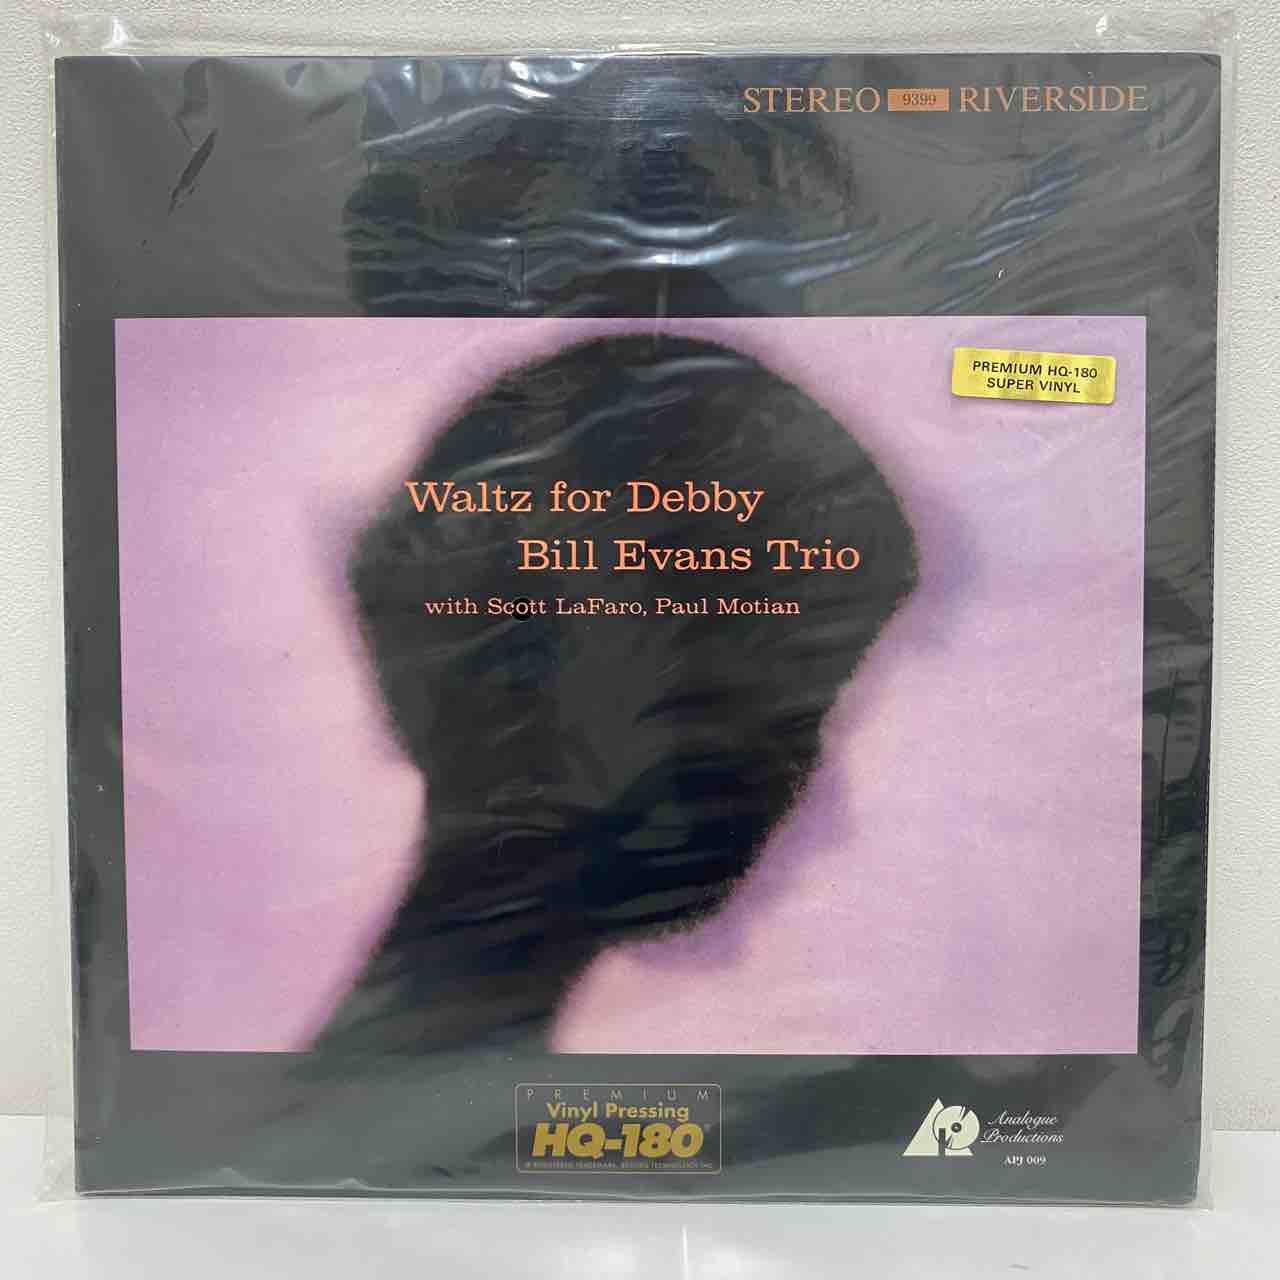 STEREO 9399 RIVERSIDE
PREMIUM HQ-180
SUPER VINYL
Waltz for Debby
Bill Evans Trio
with Scott LaFaro, Paul Motian
PREMIUM
Vinyl Pressing
HQ-180
Analogue
Productions
APJ 009